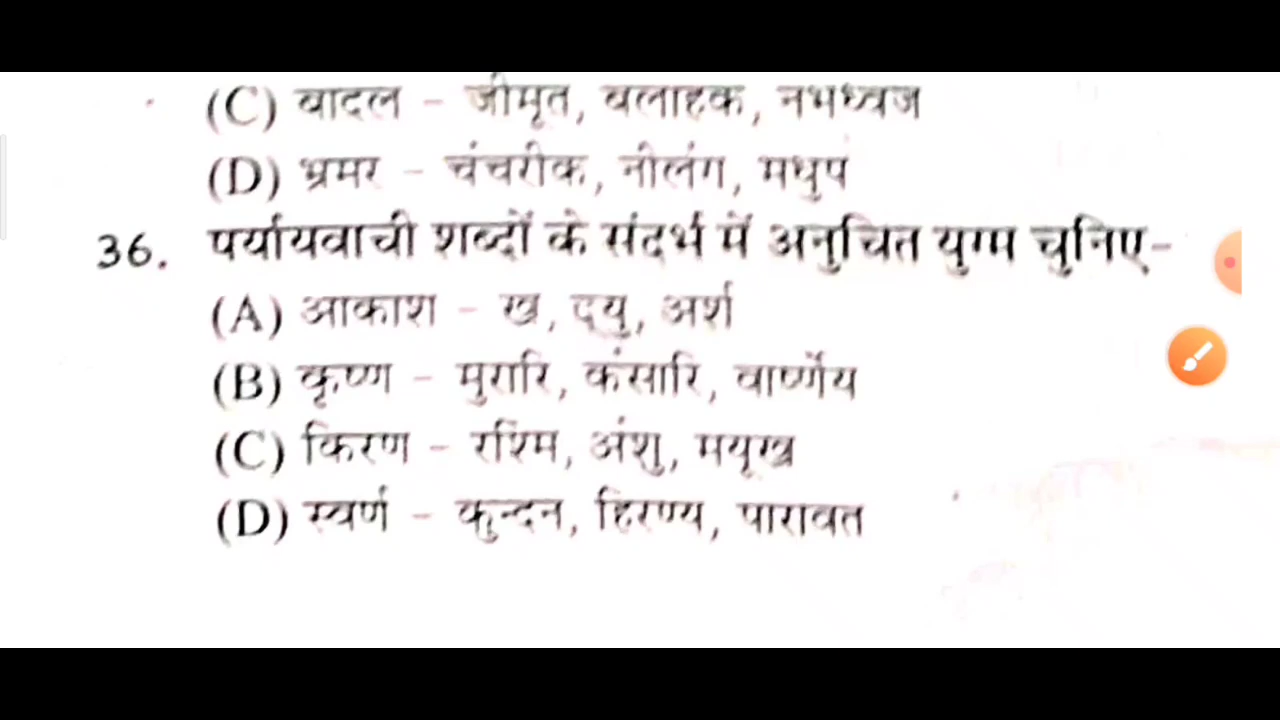 (C) बादल - जीमूत, बलाहक, नभध्वज
(D) भ्रमर - चंचरीक, नीलंग, मधुप
36. पर्यायवाची शब्दों के संदर्भ में अनुचित युग्म चुनिए-
(A) आकाश - ख, द्यु, अर्श
(B) कृष्ण - मुरारि, कंसारि, वार्ष्णेय
(C) किरण - रश्मि, अंशु, मयूख
(D) स्वर्ण - कुन्दन, हिरण्य, पारावत